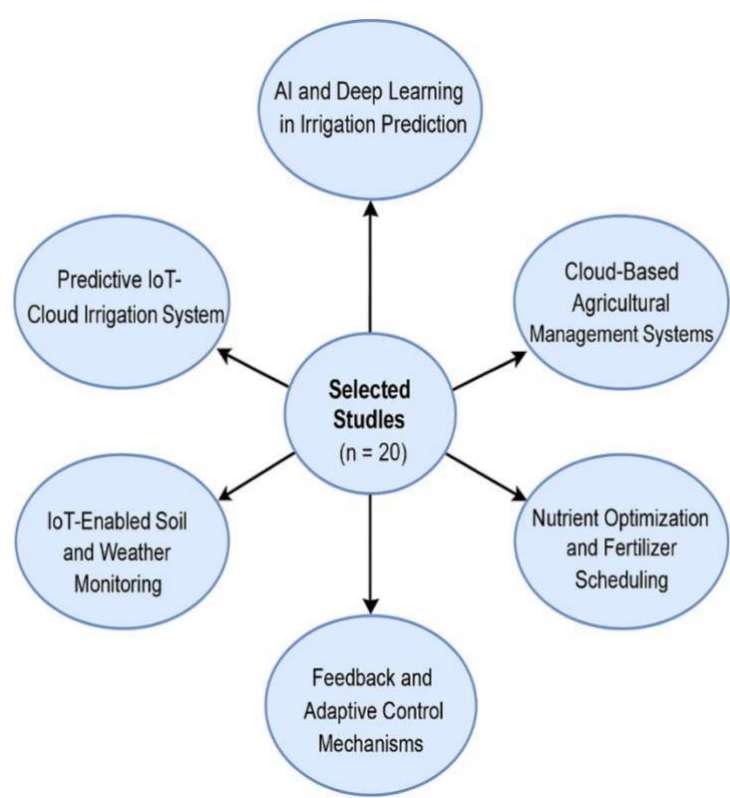 AI and Deep Learning
in Irrigation Prediction
Predictive IoT-
Cloud Irrigation System
Cloud-Based
Agricultural
Management Systems
Selected
Studles
(n = 20)
IoT-Enabled Soil
and Weather
Monitoring
Nutrient Optimization
and Fertilizer
Scheduling
Feedback and
Adaptive Control
Mechanisms